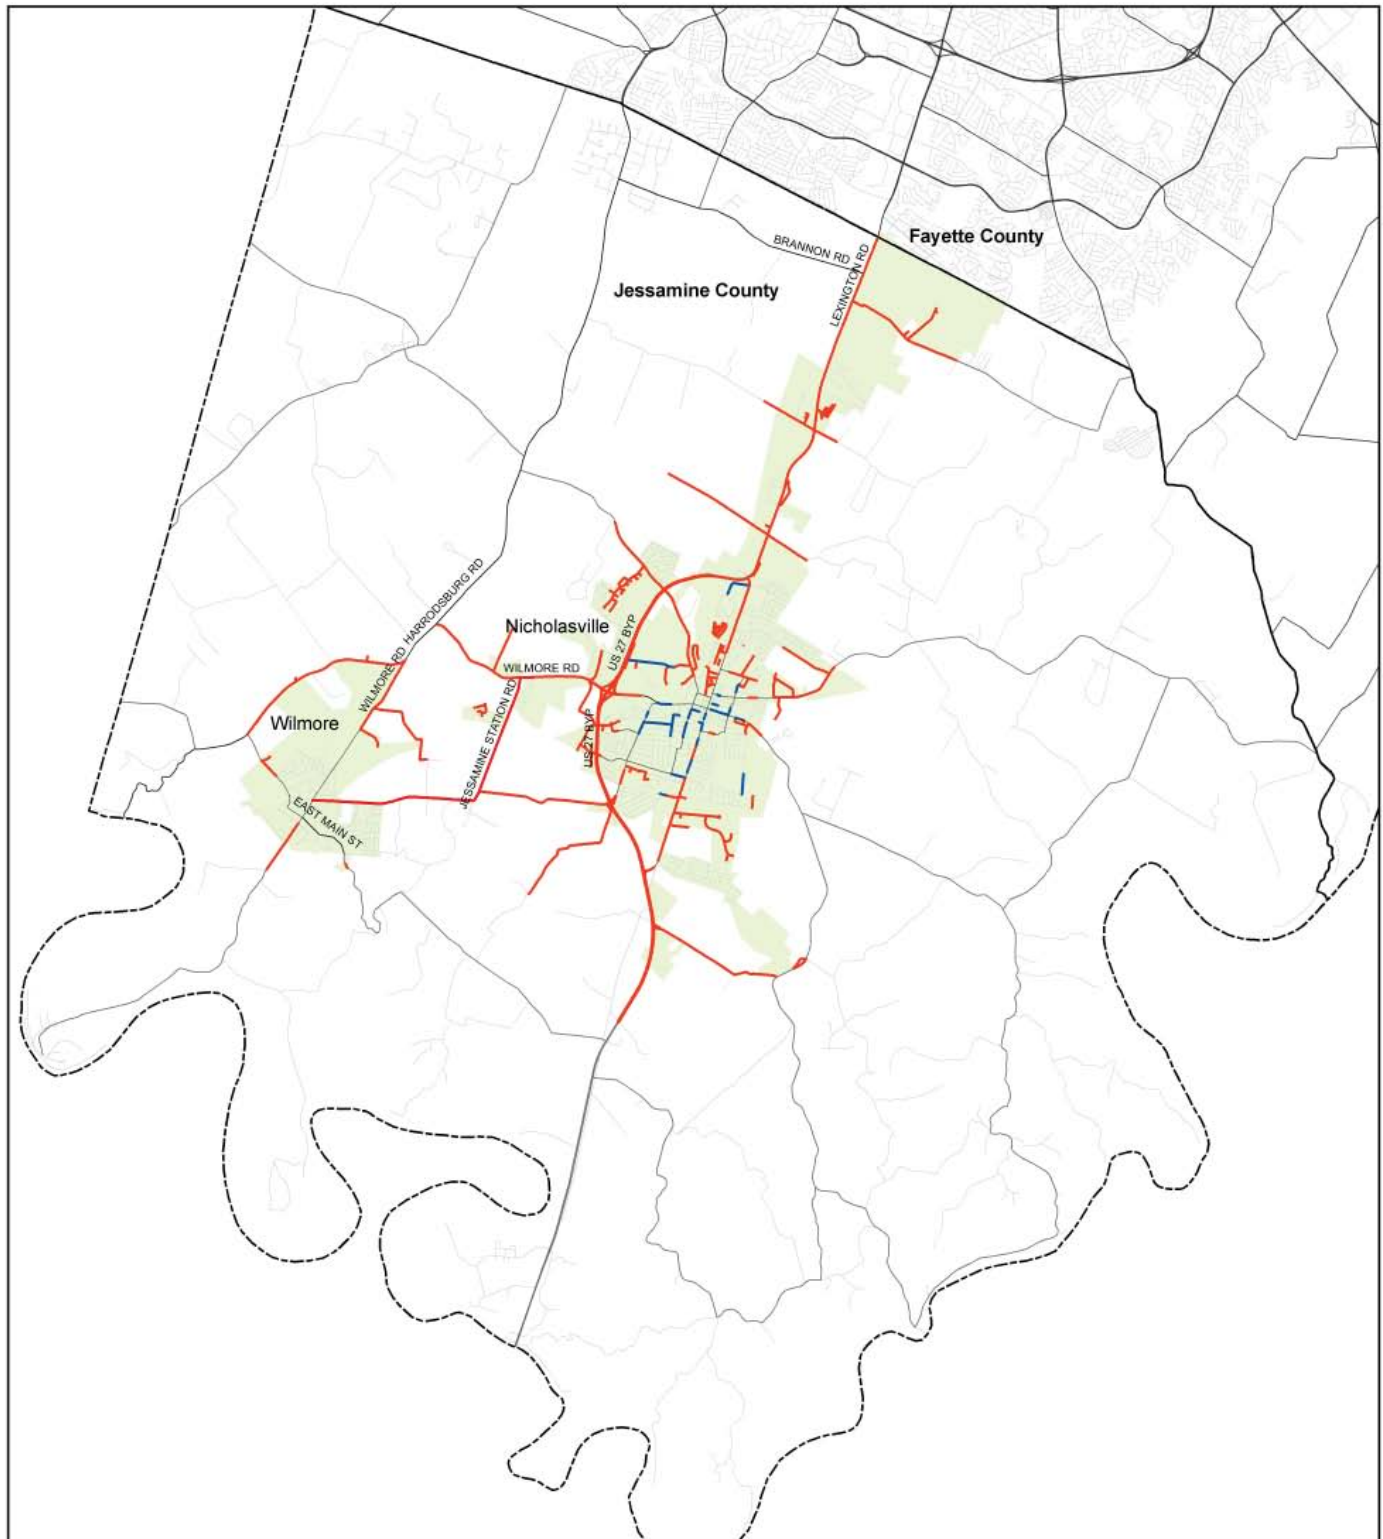 Fayette County
BRANNON RD
LEXINGTON RD
Jessamine County
HARRODSBURG RD
Nicholasville
US 27 BYP
WILMORE RD
WILMORE RD
JESSAMINE STATION RD
Wilmore
US 27 BYP
EAST MAIN ST